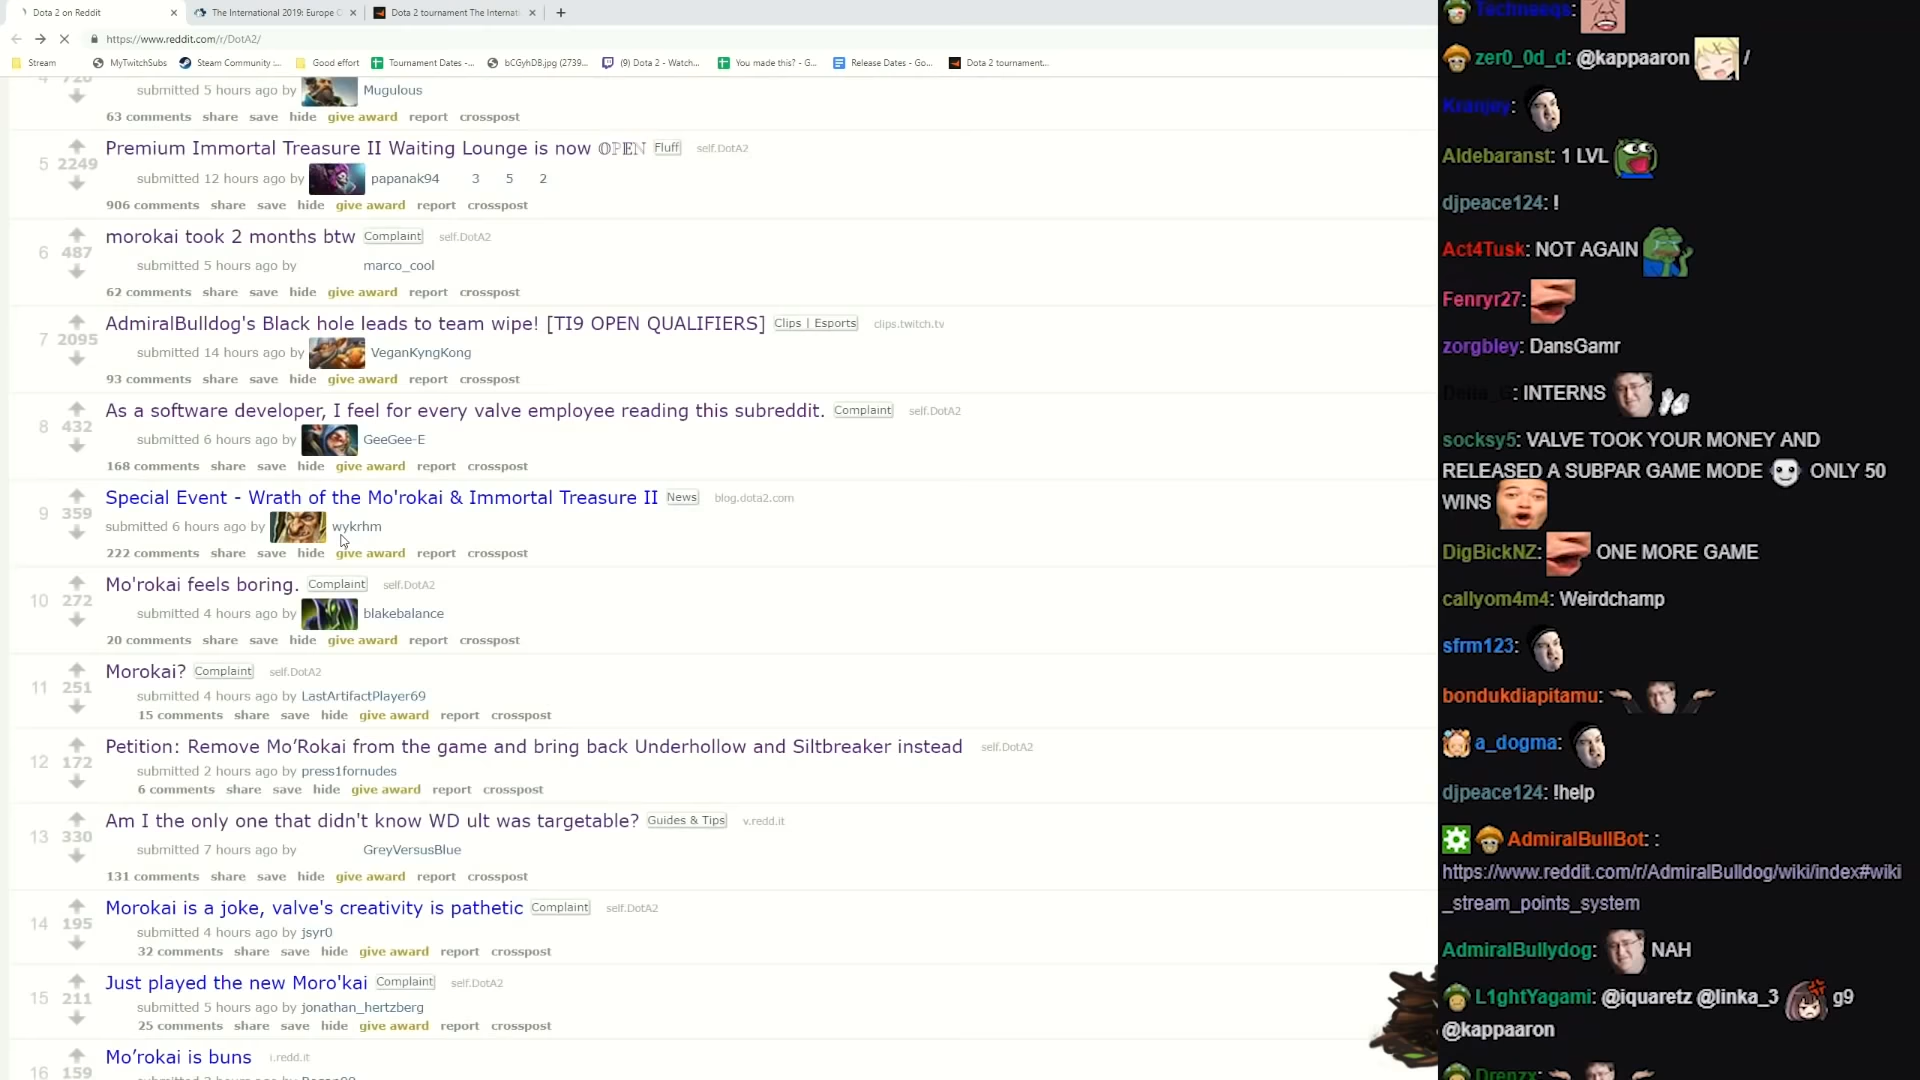 Dota 2 on Reddit
The International 2019: Europe
Dota 2 tournament The Internat
https://www.reddit.com/r/DotA2/
Stream
MyTwitchSubs
Steam Community :...
Good effort
Tournament Dates -...
bCGyhDB.jpg (2739...
(9) Dota 2 - Watch...
You made this? - G...
Release Dates - Go...
Dota 2 tournament...
submitted 5 hours ago by Mugulous
63 comments share save hide give award report crosspost
5 2249 Premium Immortal Treasure II Waiting Lounge is now OPEN Fluff self.DotA2
submitted 12 hours ago by papanak94 3 5 2
906 comments share save hide give award report crosspost
6 487 morokai took 2 months btw Complaint self.DotA2
submitted 5 hours ago by marco_cool
62 comments share save hide give award report crosspost
7 2095 AdmiralBulldog's Black hole leads to team wipe! [TI9 OPEN QUALIFIERS] Clips | Esports clips.twitch.tv
submitted 14 hours ago by VeganKyngKong
93 comments share save hide give award report crosspost
8 432 As a software developer, I feel for every valve employee reading this subreddit. Complaint self.DotA2
submitted 6 hours ago by GeeGee-E
168 comments share save hide give award report crosspost
9 359 Special Event - Wrath of the Mo'rokai & Immortal Treasure II News blog.dota2.com
submitted 6 hours ago by wykrhm
222 comments share save hide give award report crosspost
10 272 Mo'rokai feels boring. Complaint self.DotA2
submitted 4 hours ago by blakebalance
20 comments share save hide give award report crosspost
11 251 Morokai? Complaint self.DotA2
submitted 4 hours ago by LastArtifactPlayer69
15 comments share save hide give award report crosspost
12 172 Petition: Remove Mo’Rokai from the game and bring back Underhollow and Siltbreaker instead self.DotA2
submitted 2 hours ago by press1fornudes
6 comments share save hide give award report crosspost
13 330 Am I the only one that didn't know WD ult was targetable? Guides & Tips v.redd.it
submitted 7 hours ago by GreyVersusBlue
131 comments share save hide give award report crosspost
14 195 Morokai is a joke, valve's creativity is pathetic Complaint self.DotA2
submitted 4 hours ago by jsyr0
32 comments share save hide give award report crosspost
15 211 Just played the new Moro'kai Complaint self.DotA2
submitted 5 hours ago by jonathan_hertzberg
25 comments share save hide give award report crosspost
16 159 Mo’rokai is buns i.redd.it
Techneeqs:
zer0_0d_d: @kappaaron /
Kranjey:
Aldebaranst: 1 LVL
djpeace124: !
Act4Tusk: NOT AGAIN
Fenryr27:
zorgbley: DansGamr
: INTERNS
socksy5: VALVE TOOK YOUR MONEY AND
RELEASED A SUBPAR GAME MODE ONLY 50
WINS
DigBickNZ: ONE MORE GAME
callyom4m4: Weirdchamp
sfrm123:
bondukdiapitamu:
a_dogma:
djpeace124: !help
AdmiralBullBot: :
https://www.reddit.com/r/AdmiralBulldog/wiki/index#wiki
_stream_points_system
AdmiralBullydog: NAH
L1ghtYagami: @iquaretz @linka_3 g9
@kappaaron
Drenzx: